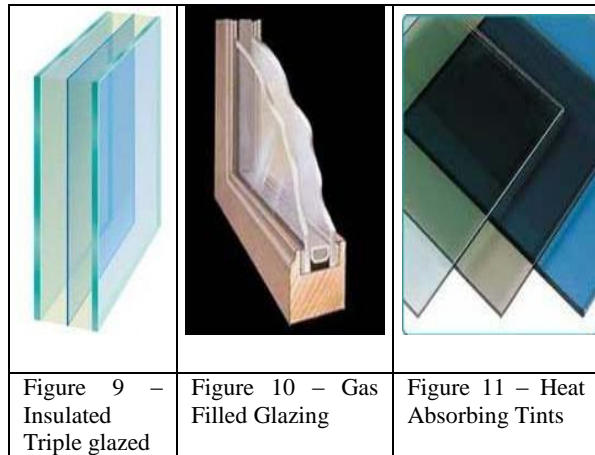 Figure 9 –
Insulated
Triple glazed
Figure 10 – Gas
Filled Glazing
Figure 11 – Heat
Absorbing Tints